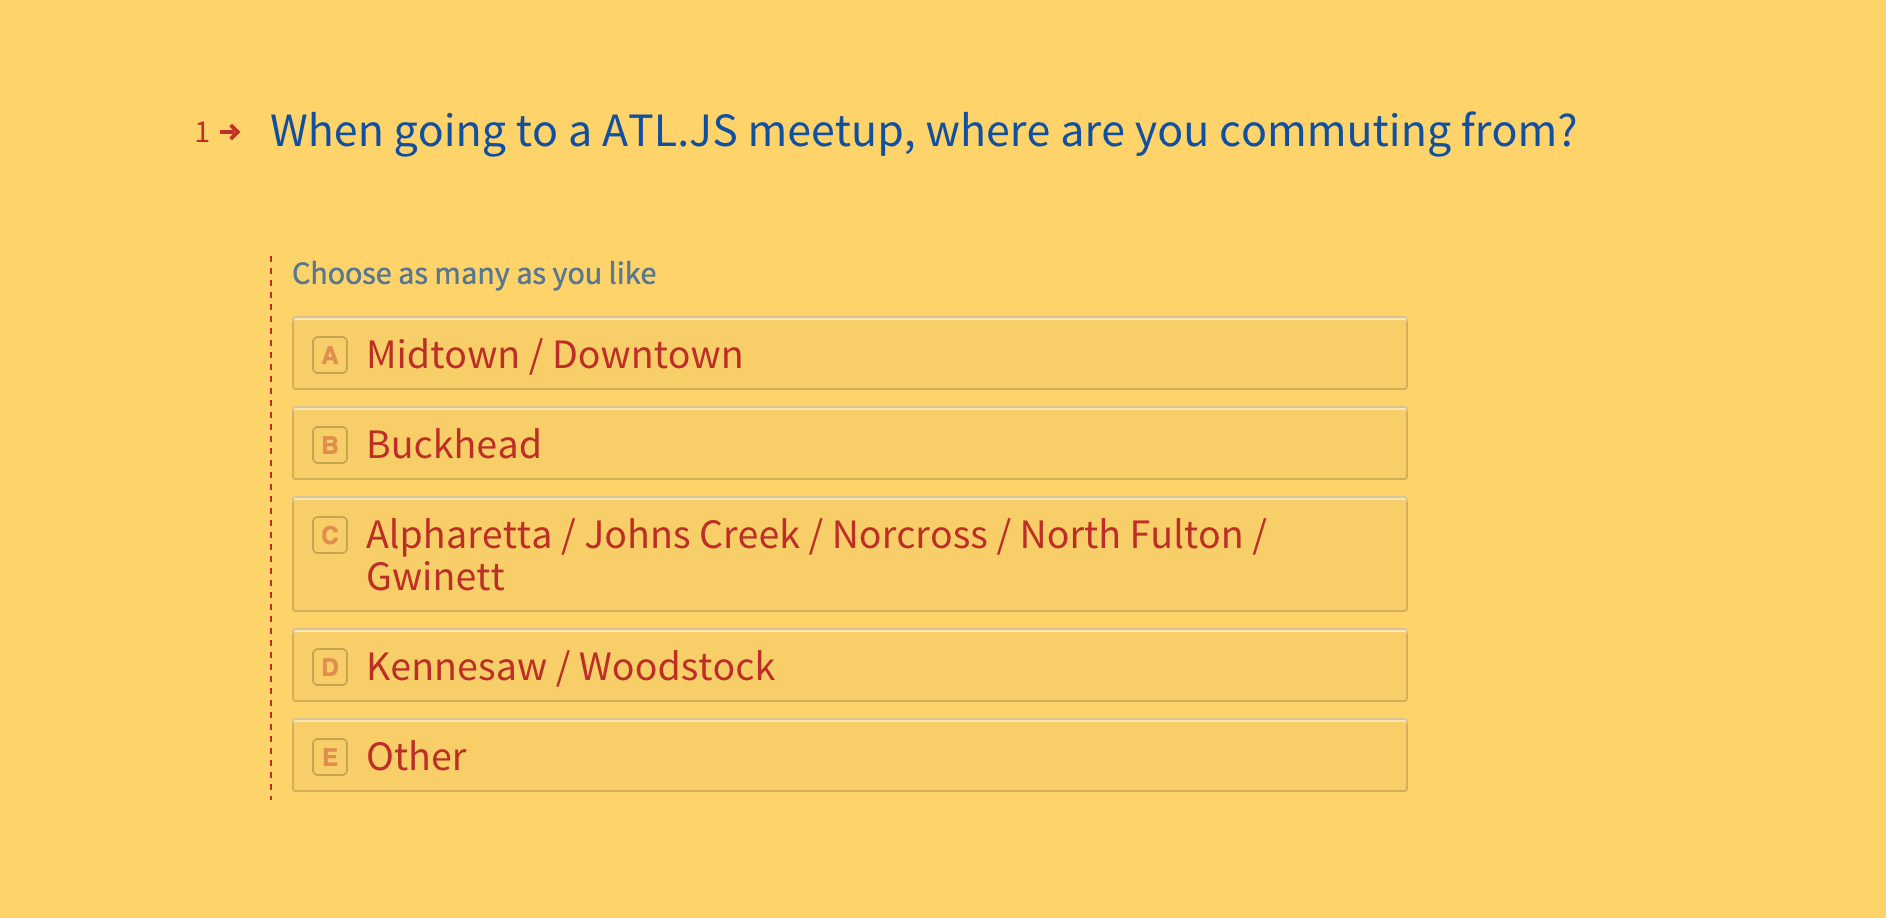 1 → When going to a ATL.JS meetup, where are you commuting from?
Choose as many as you like
A Midtown / Downtown
B Buckhead
C Alpharetta / Johns Creek / Norcross / North Fulton /
Gwinett
D Kennesaw / Woodstock
E Other